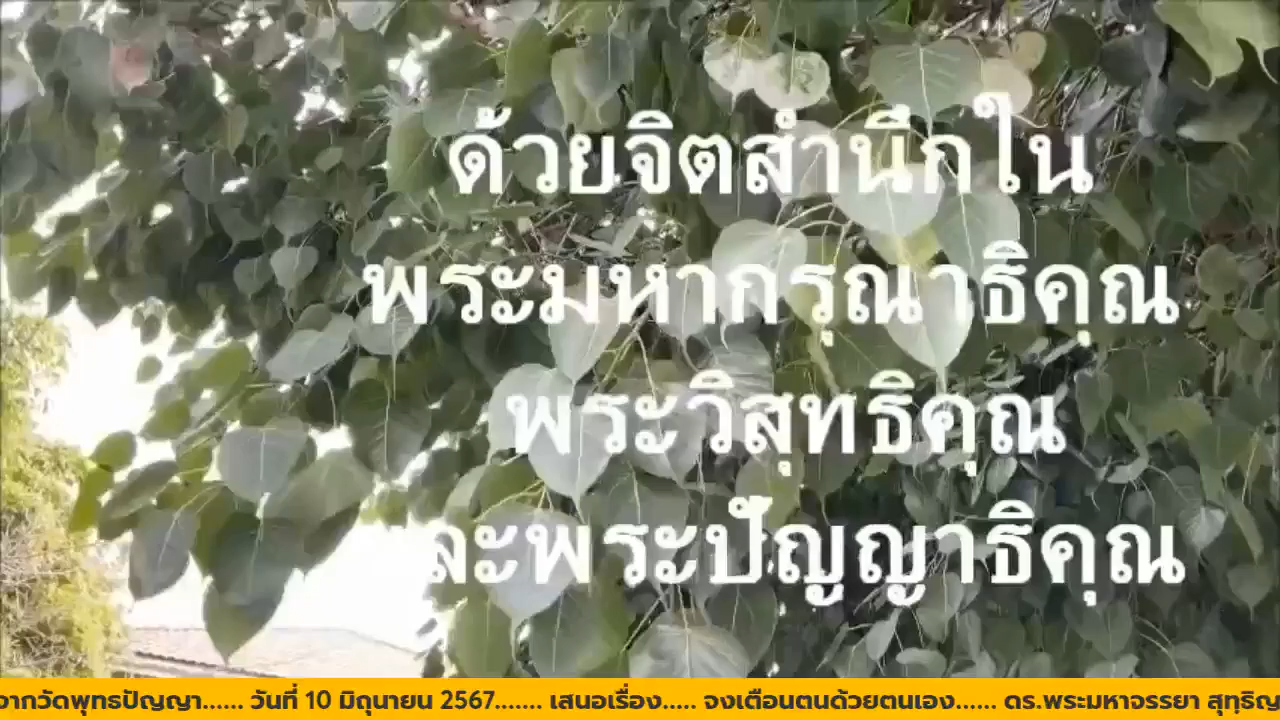 ด้วยจิตสำนึกใน
พระมหากรุณาธิคุณ
พระวิสุทธิคุณ
และพระปัญญาธิคุณ
จากวัดพุทธปัญญา...... วันที่ 10 มิถุนายน 2567....... เสนอเรื่อง..... จงเตือนตนด้วยตนเอง...... ดร.พระมหาจรรยา